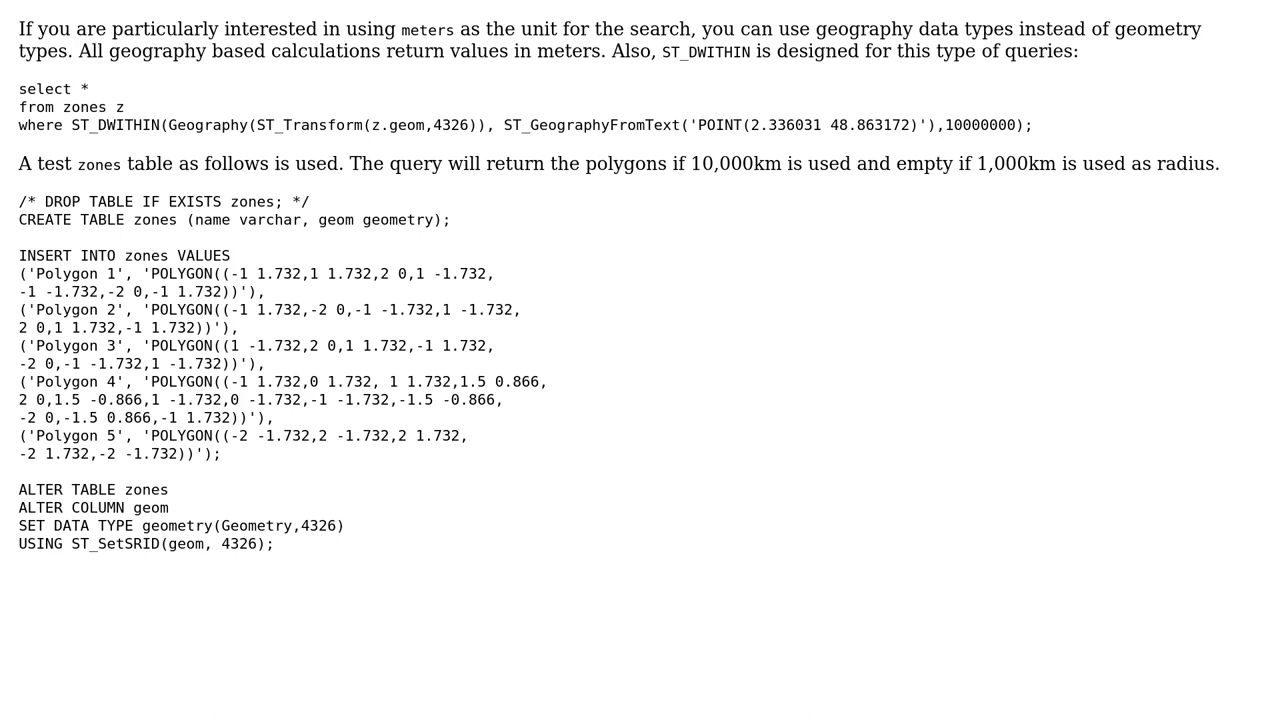 If you are particularly interested in using meters as the unit for the search, you can use geography data types instead of geometry
types. All geography based calculations return values in meters. Also, ST_DWITHIN is designed for this type of queries:
select *
from zones z
where ST_DWITHIN(Geography(ST_Transform(z.geom,4326)), ST_GeographyFromText('POINT(2.336031 48.863172)'),10000000);
A test zones table as follows is used. The query will return the polygons if 10,000km is used and empty if 1,000km is used as radius.
/* DROP TABLE IF EXISTS zones; */
CREATE TABLE zones (name varchar, geom geometry);
INSERT INTO zones VALUES
('Polygon 1', 'POLYGON((-1 1.732,1 1.732,2 0,1 -1.732,
-1 -1.732,-2 0,-1 1.732))'),
('Polygon 2', 'POLYGON((-1 1.732,-2 0,-1 -1.732,1 -1.732,
2 0,1 1.732,-1 1.732))'),
('Polygon 3', 'POLYGON((1 -1.732,2 0,1 1.732,-1 1.732,
-2 0,-1 -1.732,1 -1.732))'),
('Polygon 4', 'POLYGON((-1 1.732,0 1.732, 1 1.732,1.5 0.866,
2 0,1.5 -0.866,1 -1.732,0 -1.732,-1 -1.732,-1.5 -0.866,
-2 0,-1.5 0.866,-1 1.732))'),
('Polygon 5', 'POLYGON((-2 -1.732,2 -1.732,2 1.732,
-2 1.732,-2 -1.732))');
ALTER TABLE zones
ALTER COLUMN geom
SET DATA TYPE geometry(Geometry,4326)
USING ST_SetSRID(geom, 4326);